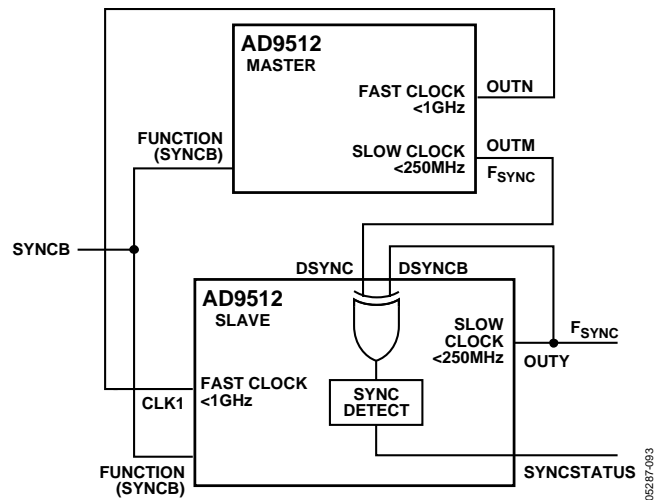 AD9512
MASTER
FAST CLOCK
<1GHz
OUTN
FUNCTION
(SYNCB)
SLOW CLOCK
<250MHz
OUTM
FSYNC
SYNCB
DSYNC
DSYNCB
AD9512
SLAVE
SLOW
CLOCK
<250MHz
FSYNC
OUTY
FAST CLOCK
<1GHz
CLK1
SYNC
DETECT
FUNCTION
(SYNCB)
SYNCSTATUS
05287-093